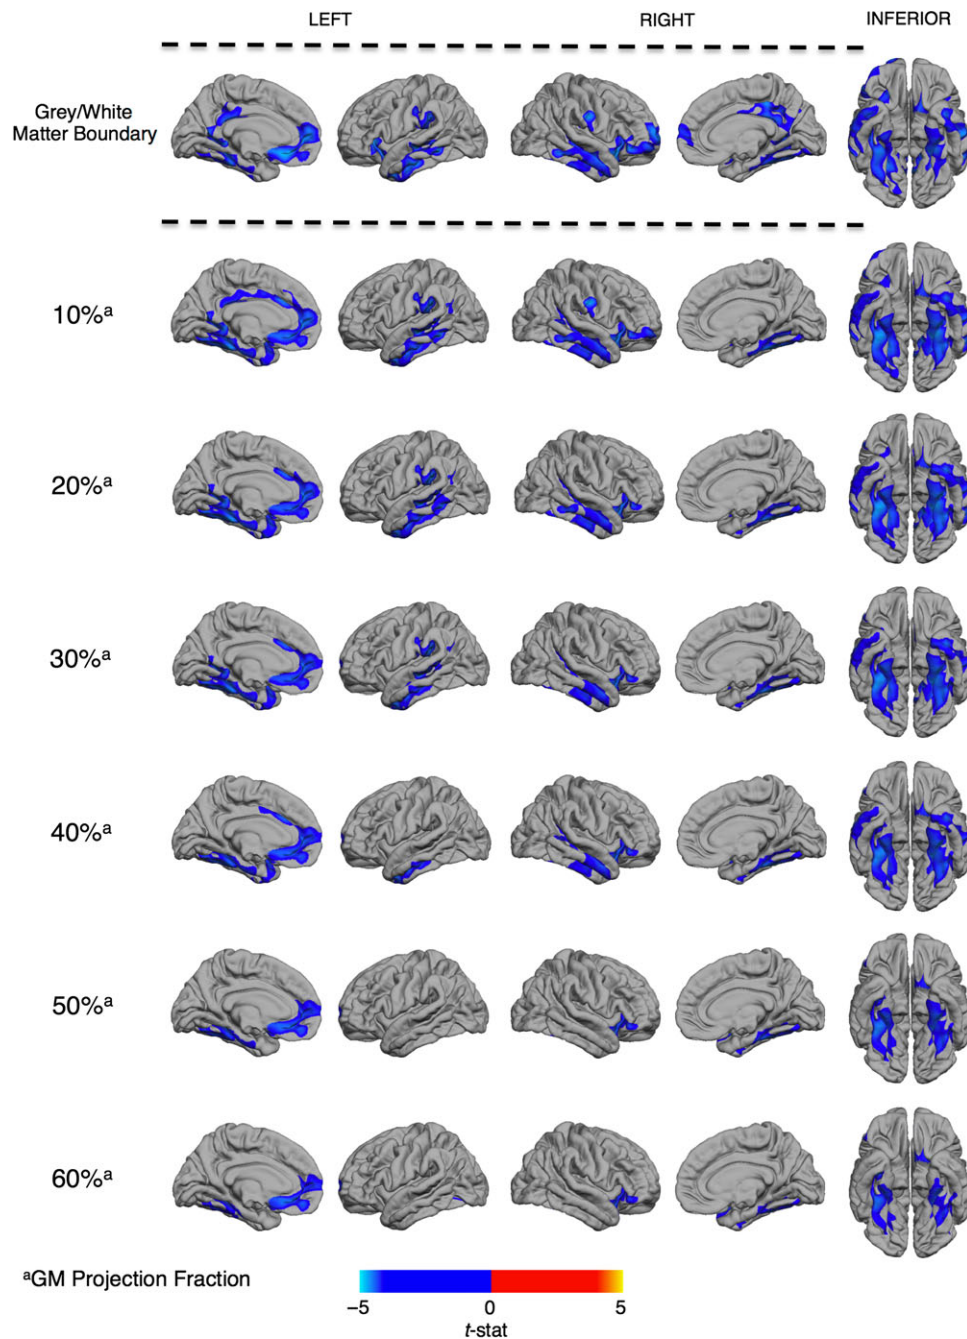 LEFT RIGHT INFERIOR
Grey/White
Matter Boundary
10%ᵃ
20%ᵃ
30%ᵃ
40%ᵃ
50%ᵃ
60%ᵃ
ᵃGM Projection Fraction
−5 0 5
t-stat